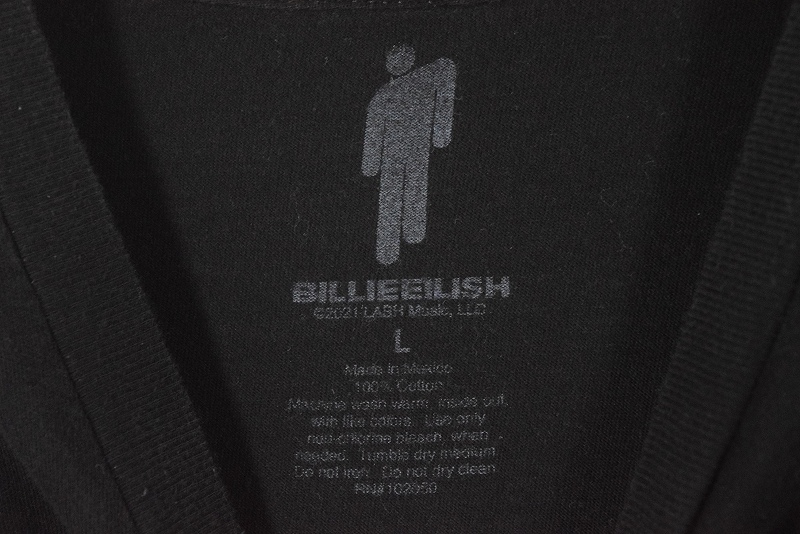 BILLIEEILISH
©2021 LASH Music, LLC
L
Made in Mexico
100% Cotton
Machine wash warm, inside out,
with like colors. Use only
non-chlorine bleach, when
needed. Tumble dry medium.
Do not iron. Do not dry clean.
RN#102050